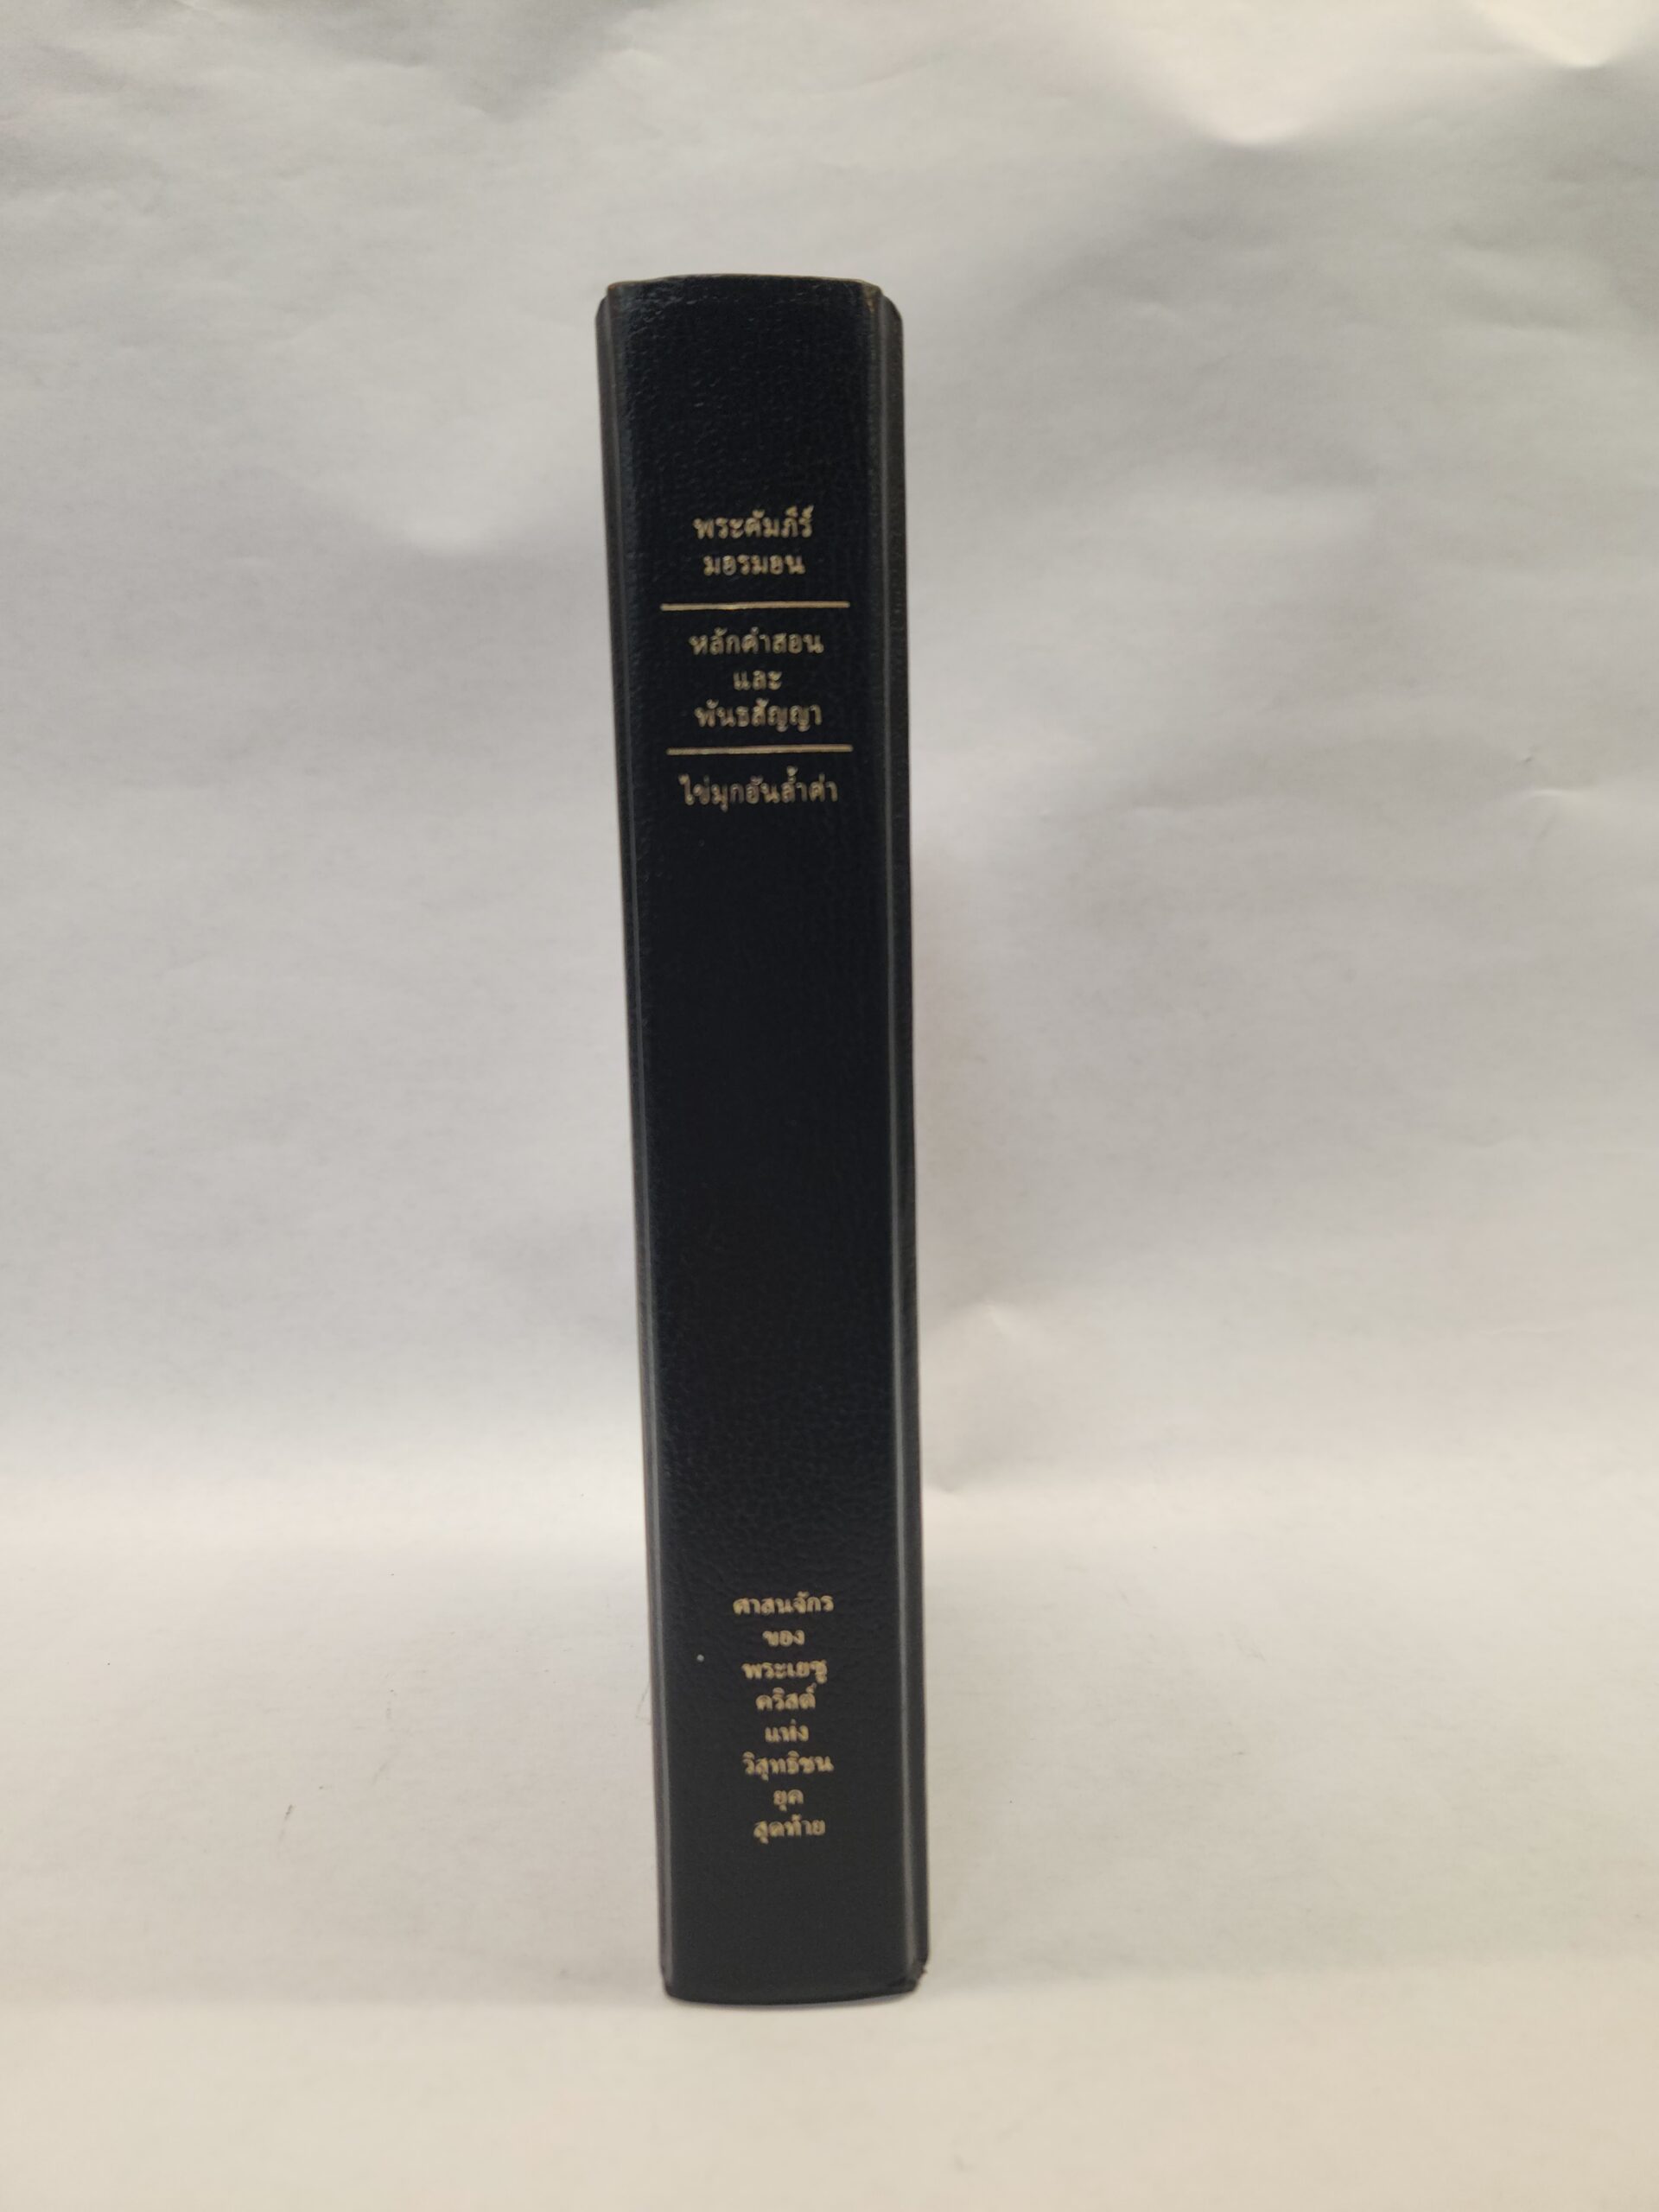 พระคัมภีร์
มอรมอน
หลักคำสอน
และ
พันธสัญญา
ไข่มุกอันล้ำค่า
ศาสนจักร
ของ
พระเยซู
คริสต์
แห่ง
วิสุทธิชน
ยุค
สุดท้าย